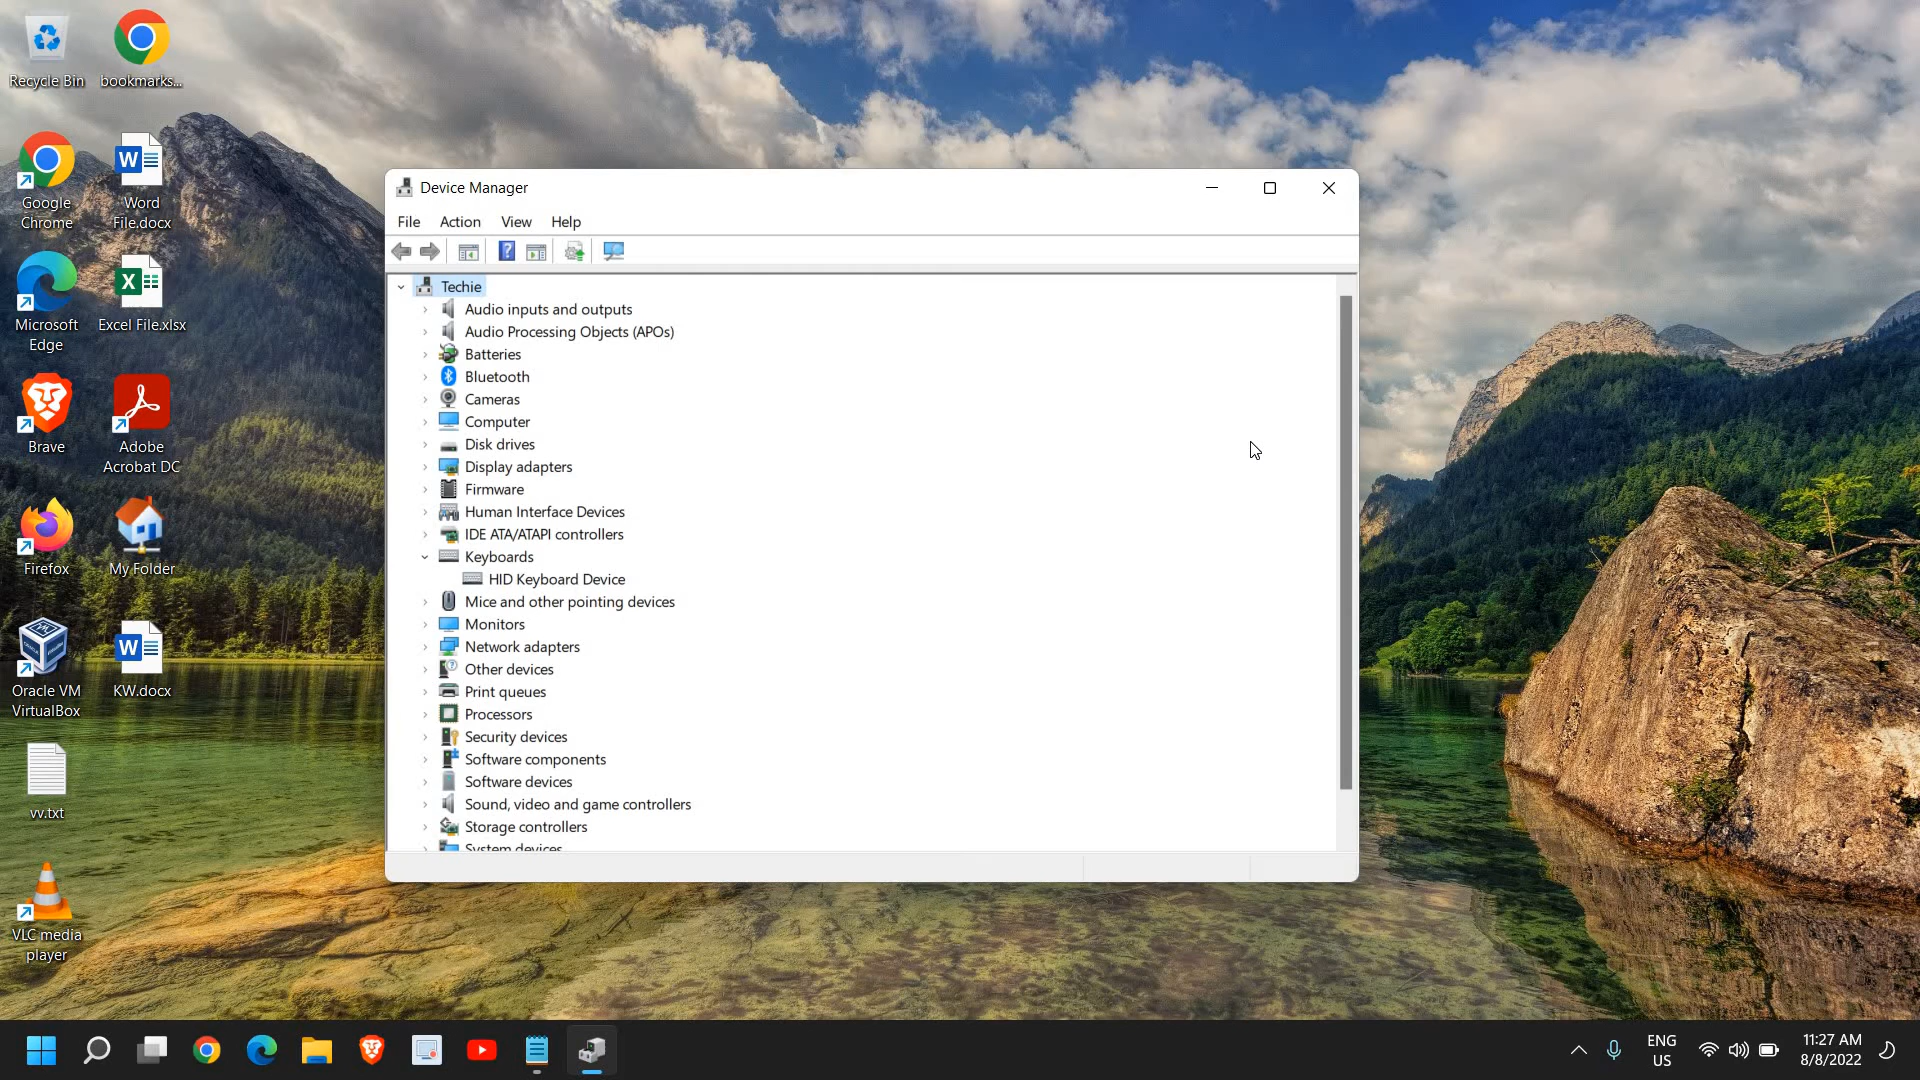 Recycle Bin
bookmarks...
Google
Chrome
Word
File.docx
Microsoft
Edge
Excel File.xlsx
Brave
Adobe
Acrobat DC
Firefox
My Folder
Oracle VM
VirtualBox
KW.docx
vv.txt
VLC media
player
Device Manager
File Action View Help
Techie
Audio inputs and outputs
Audio Processing Objects (APOs)
Batteries
Bluetooth
Cameras
Computer
Disk drives
Display adapters
Firmware
Human Interface Devices
IDE ATA/ATAPI controllers
Keyboards
HID Keyboard Device
Mice and other pointing devices
Monitors
Network adapters
Other devices
Print queues
Processors
Security devices
Software components
Software devices
Sound, video and game controllers
Storage controllers
System devices
ENG
US
11:27 AM
8/8/2022